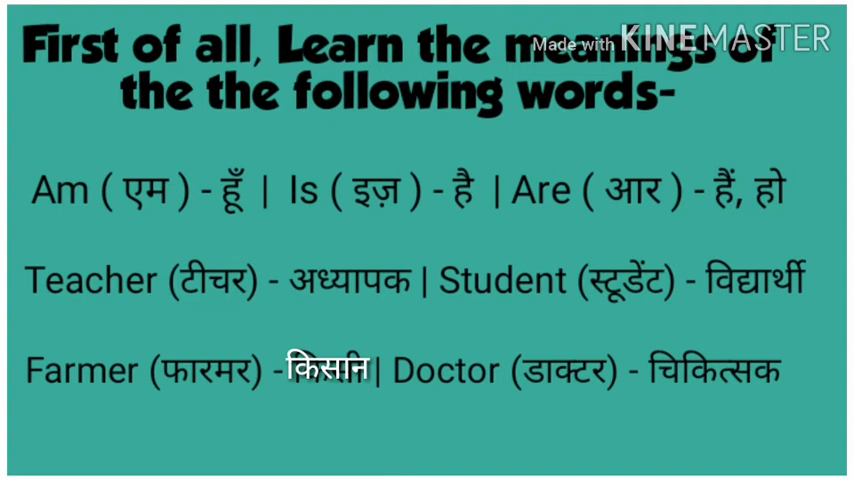 First of all, Learn the meanings of
Made with KINEMASTER
the the following words-
Am ( एम ) - हूँ | Is ( इज़ ) - है | Are ( आर ) - हैं, हो
Teacher (टीचर) - अध्यापक | Student (स्टूडेंट) - विद्यार्थी
Farmer (फारमर) - किसान | Doctor (डाक्टर) - चिकित्सक